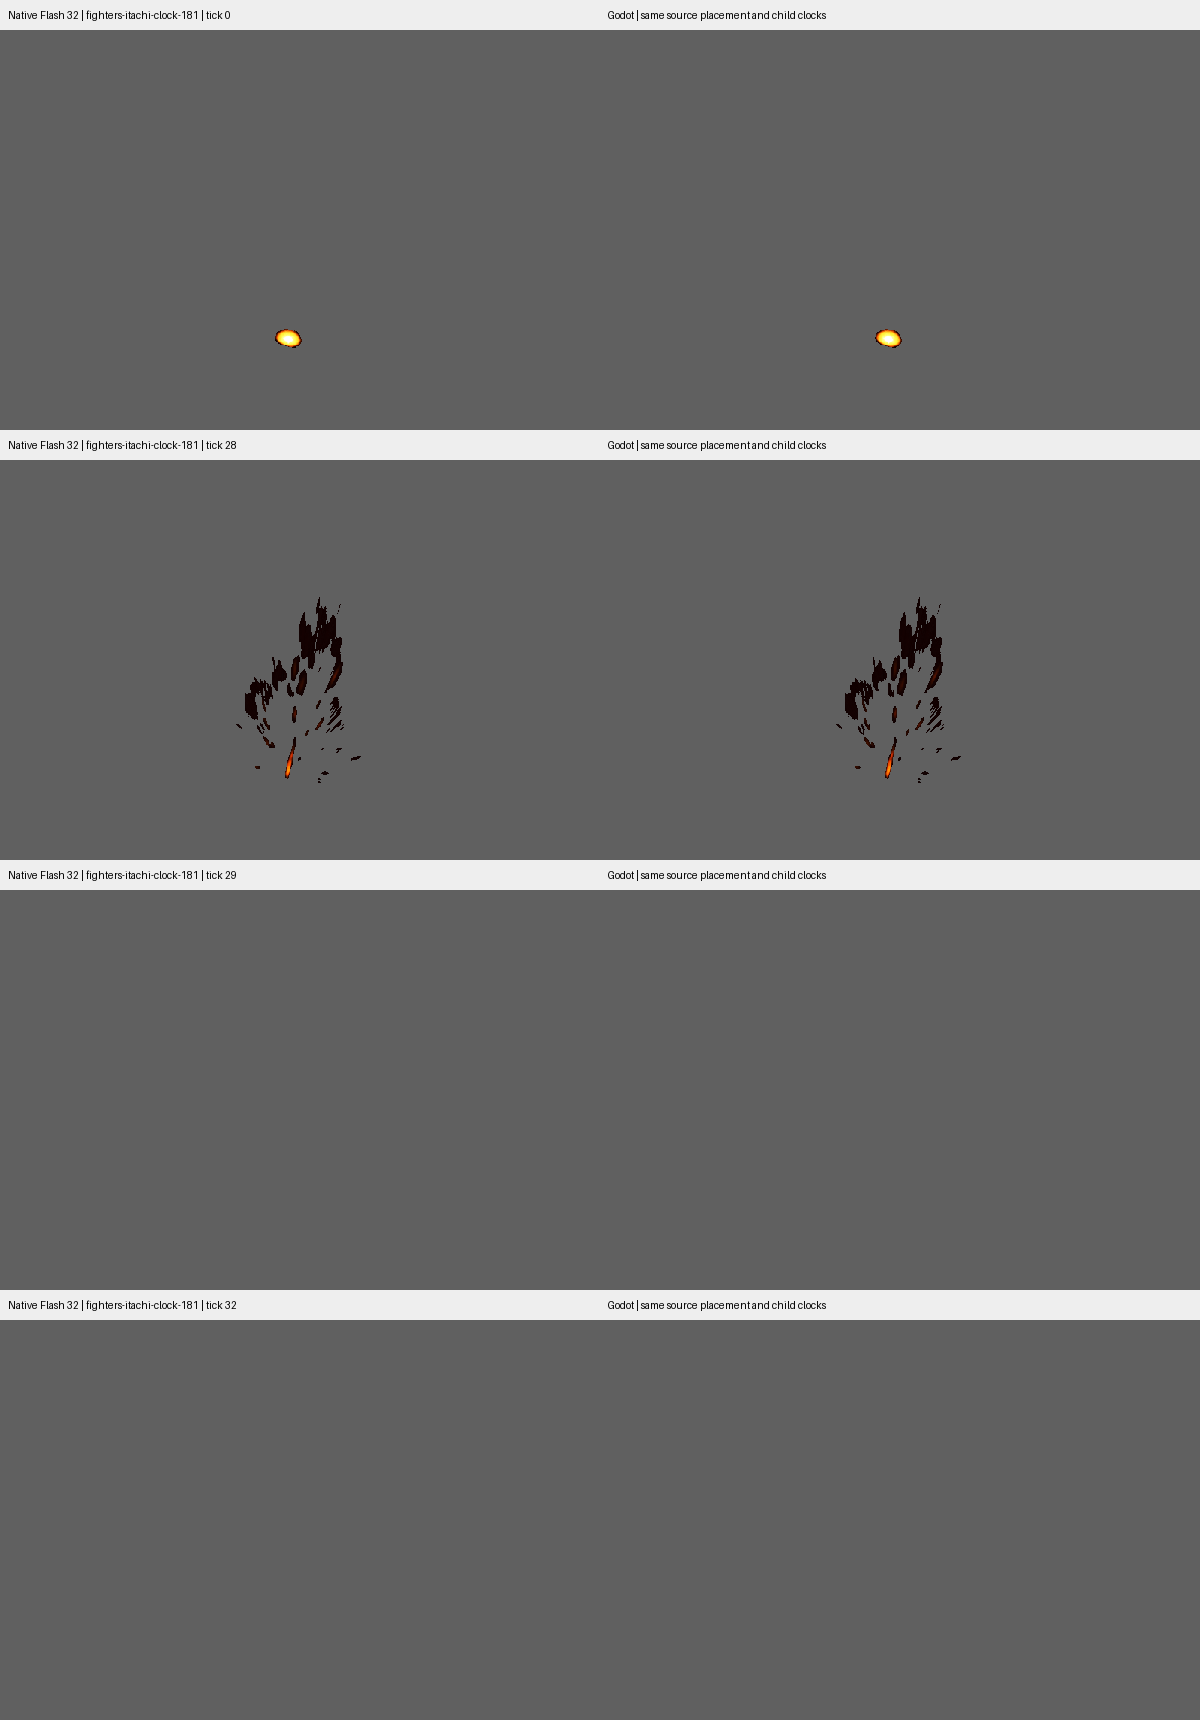 Native Flash 32 | fighters-itachi-clock-181 | tick 0
Godot | same source placement and child clocks
Native Flash 32 | fighters-itachi-clock-181 | tick 28
Godot | same source placement and child clocks
Native Flash 32 | fighters-itachi-clock-181 | tick 29
Godot | same source placement and child clocks
Native Flash 32 | fighters-itachi-clock-181 | tick 32
Godot | same source placement and child clocks